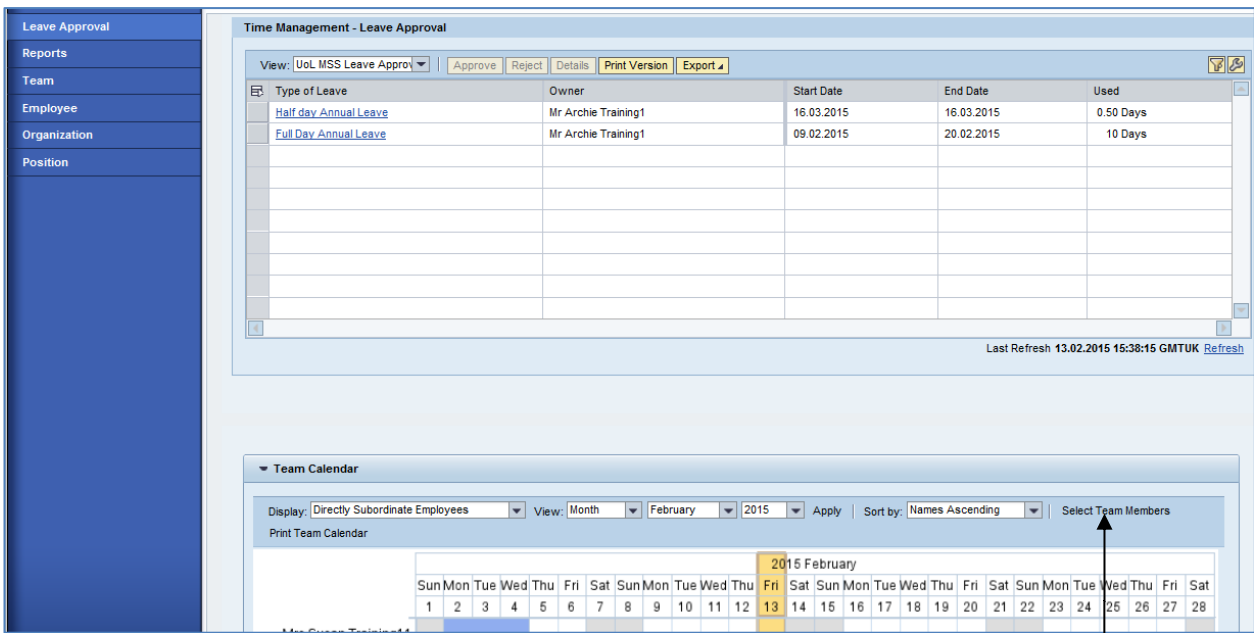 Leave Approval
Reports
Team
Employee
Organization
Position
Time Management - Leave Approval
View: UoL MSS Leave Approv Approve Reject Details Print Version Export
Type of Leave Owner Start Date End Date Used
Half day Annual Leave Mr Archie Training1 16.03.2015 16.03.2015 0.50 Days
Full Day Annual Leave Mr Archie Training1 09.02.2015 20.02.2015 10 Days
Last Refresh 13.02.2015 15:38:15 GMTUK Refresh
Team Calendar
Display: Directly Subordinate Employees View: Month February 2015 Apply Sort by: Names Ascending Select Team Members
Print Team Calendar
2015 February
Sun Mon Tue Wed Thu Fri Sat Sun Mon Tue Wed Thu Fri Sat Sun Mon Tue Wed Thu Fri Sat Sun Mon Tue Wed Thu Fri Sat
1 2 3 4 5 6 7 8 9 10 11 12 13 14 15 16 17 18 19 20 21 22 23 24 25 26 27 28